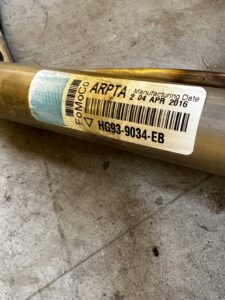 FoMoCo
ARPTA
Manufacturing Date
2 04 APR 2016
HG93-9034-EB